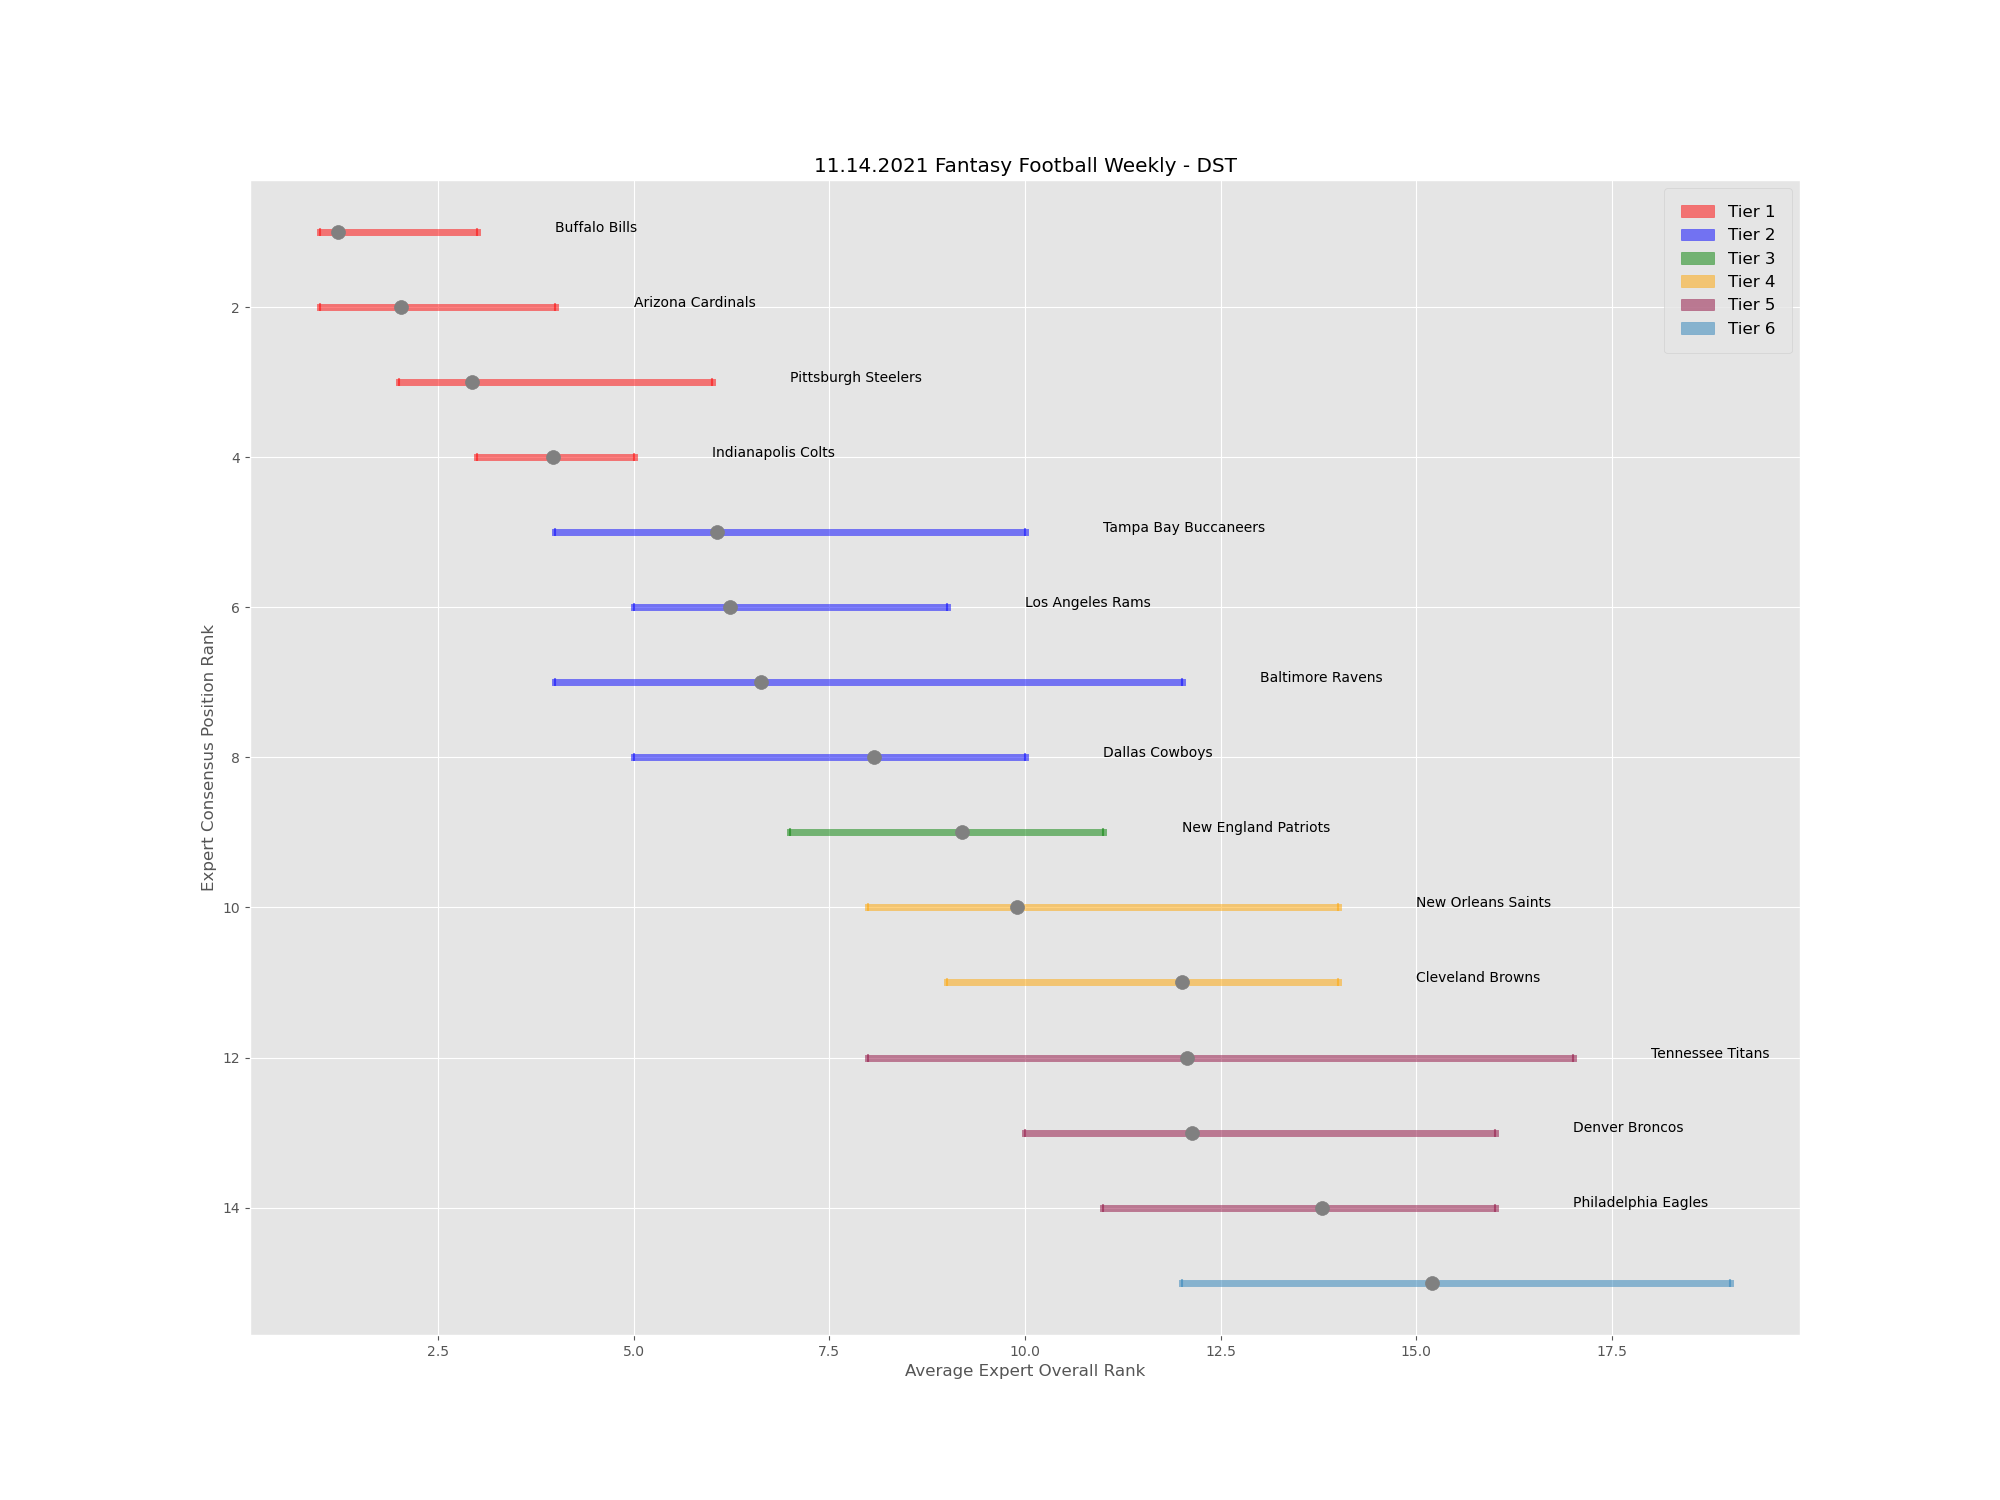 11.14.2021 Fantasy Football Weekly - DST
Tier 1
Tier 2
Tier 3
Tier 4
Tier 5
Tier 6
Buffalo Bills
Arizona Cardinals
Pittsburgh Steelers
Indianapolis Colts
Tampa Bay Buccaneers
Los Angeles Rams
Baltimore Ravens
Dallas Cowboys
New England Patriots
New Orleans Saints
Cleveland Browns
Tennessee Titans
Denver Broncos
Philadelphia Eagles
Expert Consensus Position Rank
2
4
6
8
10
12
14
2.5 5.0 7.5 10.0 12.5 15.0 17.5
Average Expert Overall Rank